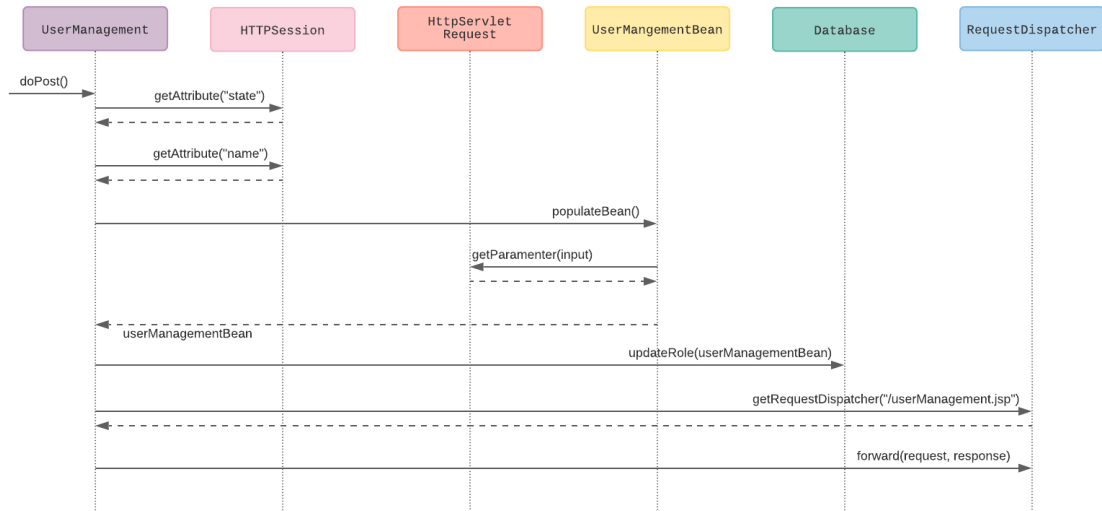 UserManagement
HTTPSession
HttpServlet
Request
UserMangementBean
Database
RequestDispatcher
doPost()
getAttribute("state")
getAttribute("name")
populateBean()
getParamenter(input)
userManagementBean
updateRole(userManagementBean)
getRequestDispatcher("/userManagement.jsp")
forward(request, response)